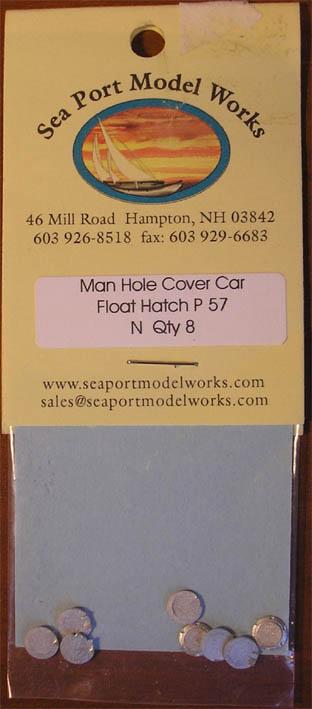 Sea Port Model Works
46 Mill Road Hampton, NH 03842
603 926-8518 fax: 603 929-6683
Man Hole Cover Car
Float Hatch P 57
N Qty 8
www.seaportmodelworks.com
sales@seaportmodelworks.com